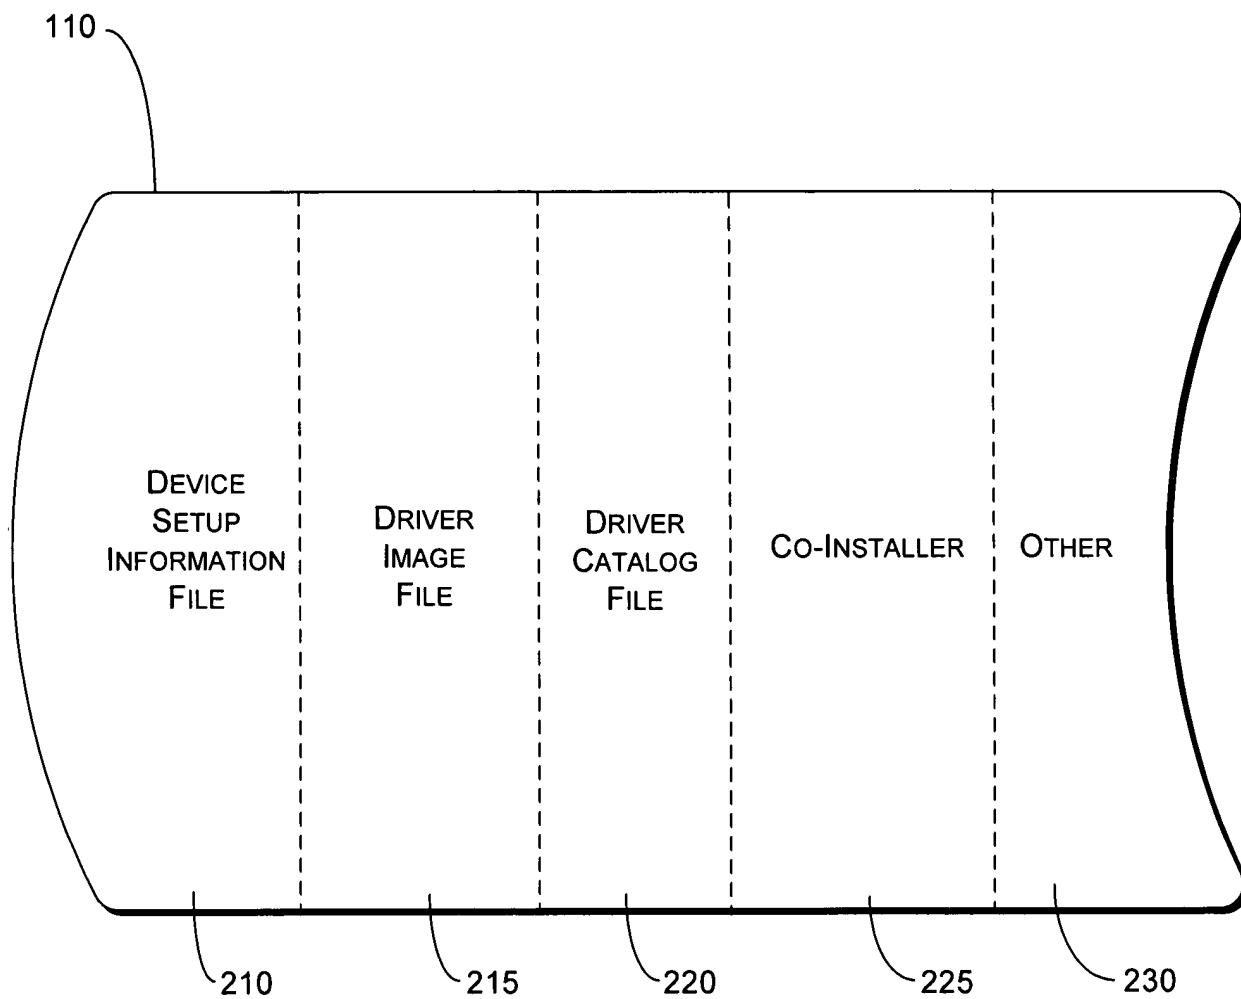 110
DEVICE
SETUP
INFORMATION
FILE
DRIVER
IMAGE
FILE
DRIVER
CATALOG
FILE
CO-INSTALLER
OTHER
210
215
220
225
230